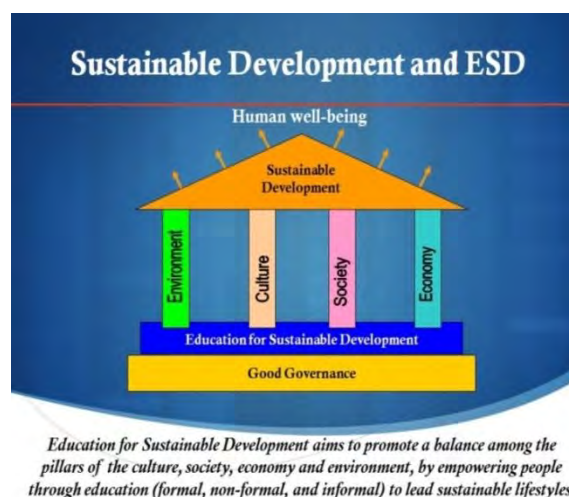 Sustainable Development and ESD
Human well-being
Sustainable
Development
Environment
Culture
Society
Economy
Education for Sustainable Development
Good Governance
Education for Sustainable Development aims to promote a balance among the
pillars of the culture, society, economy and environment, by empowering people
through education (formal, non-formal, and informal) to lead sustainable lifestyles